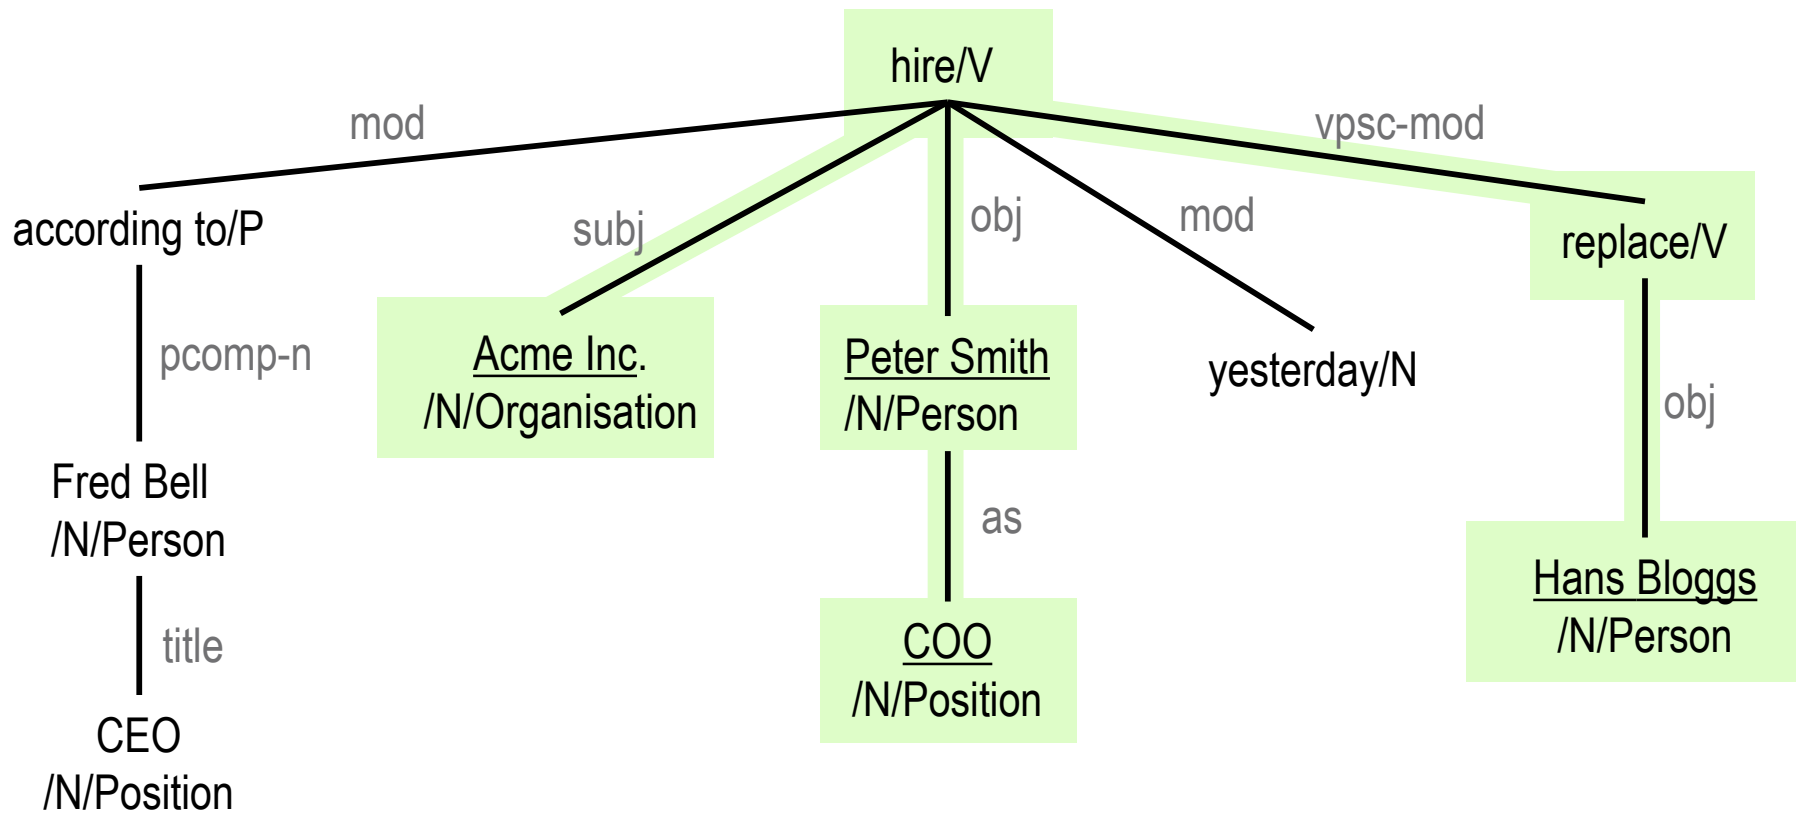 hire/V
mod
vpsc-mod
according to/P
subj
obj
mod
replace/V
pcomp-n
Acme Inc.
/N/Organisation
Peter Smith
/N/Person
yesterday/N
obj
Fred Bell
/N/Person
as
Hans Bloggs
/N/Person
title
COO
/N/Position
CEO
/N/Position